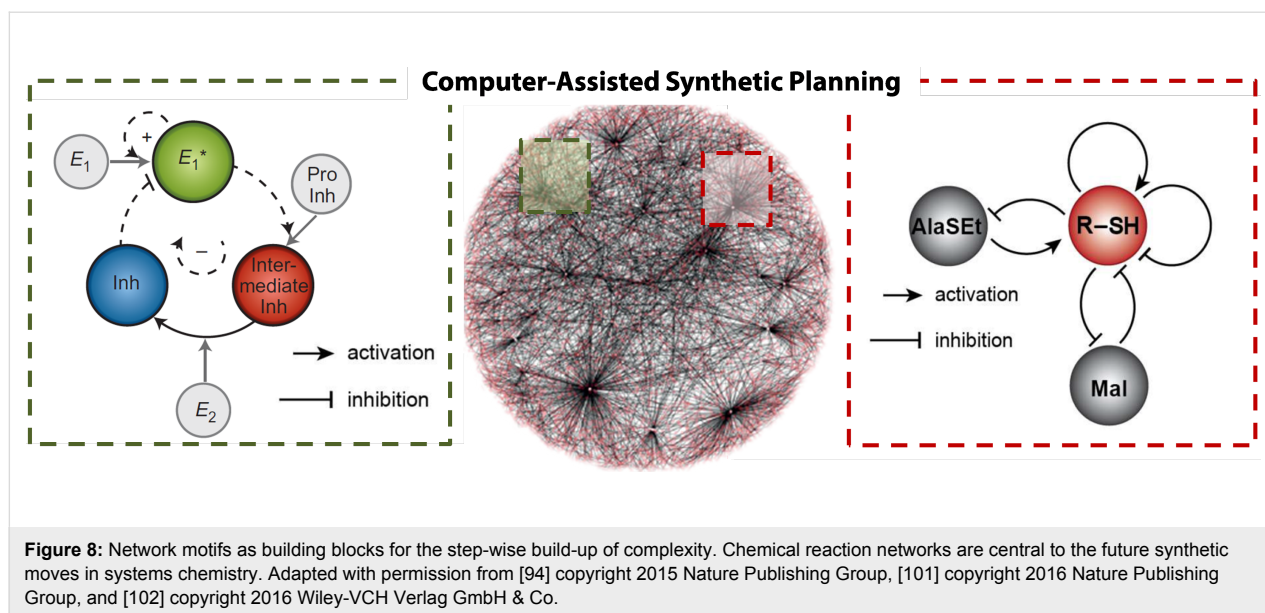 Computer-Assisted Synthetic Planning
+
E1
E1*
Pro
Inh
−
Inh
Inter-
mediate
Inh
activation
inhibition
E2
AlaSEt
R–SH
activation
inhibition
Mal
Figure 8: Network motifs as building blocks for the step-wise build-up of complexity. Chemical reaction networks are central to the future synthetic
moves in systems chemistry. Adapted with permission from [94] copyright 2015 Nature Publishing Group, [101] copyright 2016 Nature Publishing
Group, and [102] copyright 2016 Wiley-VCH Verlag GmbH & Co.